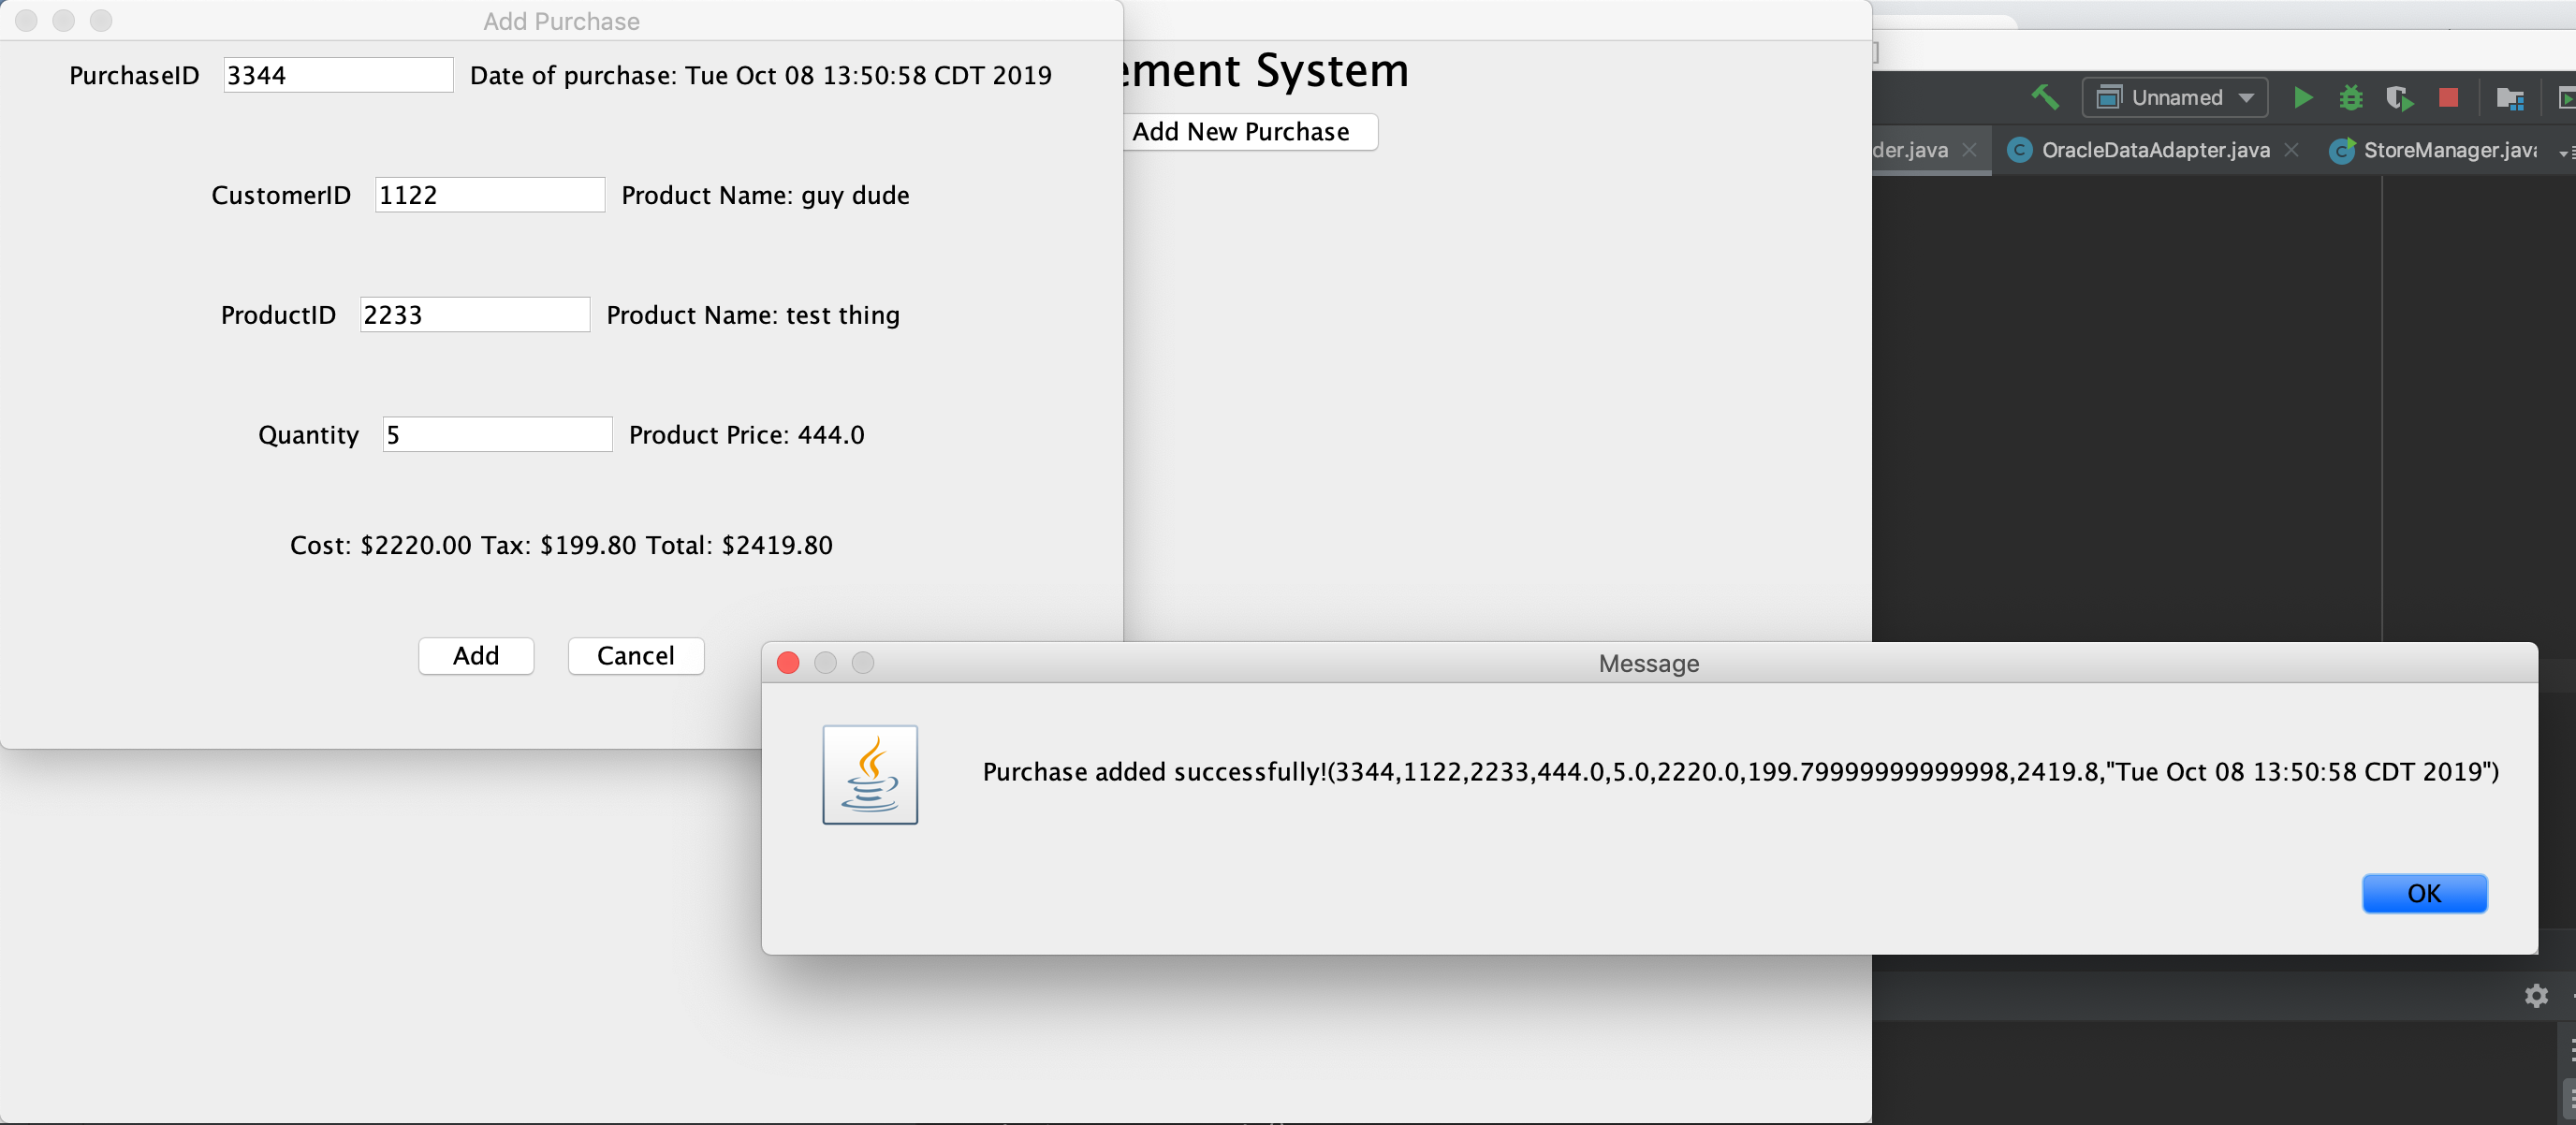 Add Purchase
PurchaseID 3344 Date of purchase: Tue Oct 08 13:50:58 CDT 2019
ement System
Add New Purchase
Unnamed
der.java OracleDataAdapter.java StoreManager.java
CustomerID 1122 Product Name: guy dude
ProductID 2233 Product Name: test thing
Quantity 5 Product Price: 444.0
Cost: $2220.00 Tax: $199.80 Total: $2419.80
Add Cancel
Message
Purchase added successfully!(3344,1122,2233,444.0,5.0,2220.0,199.79999999999998,2419.8,"Tue Oct 08 13:50:58 CDT 2019")
OK